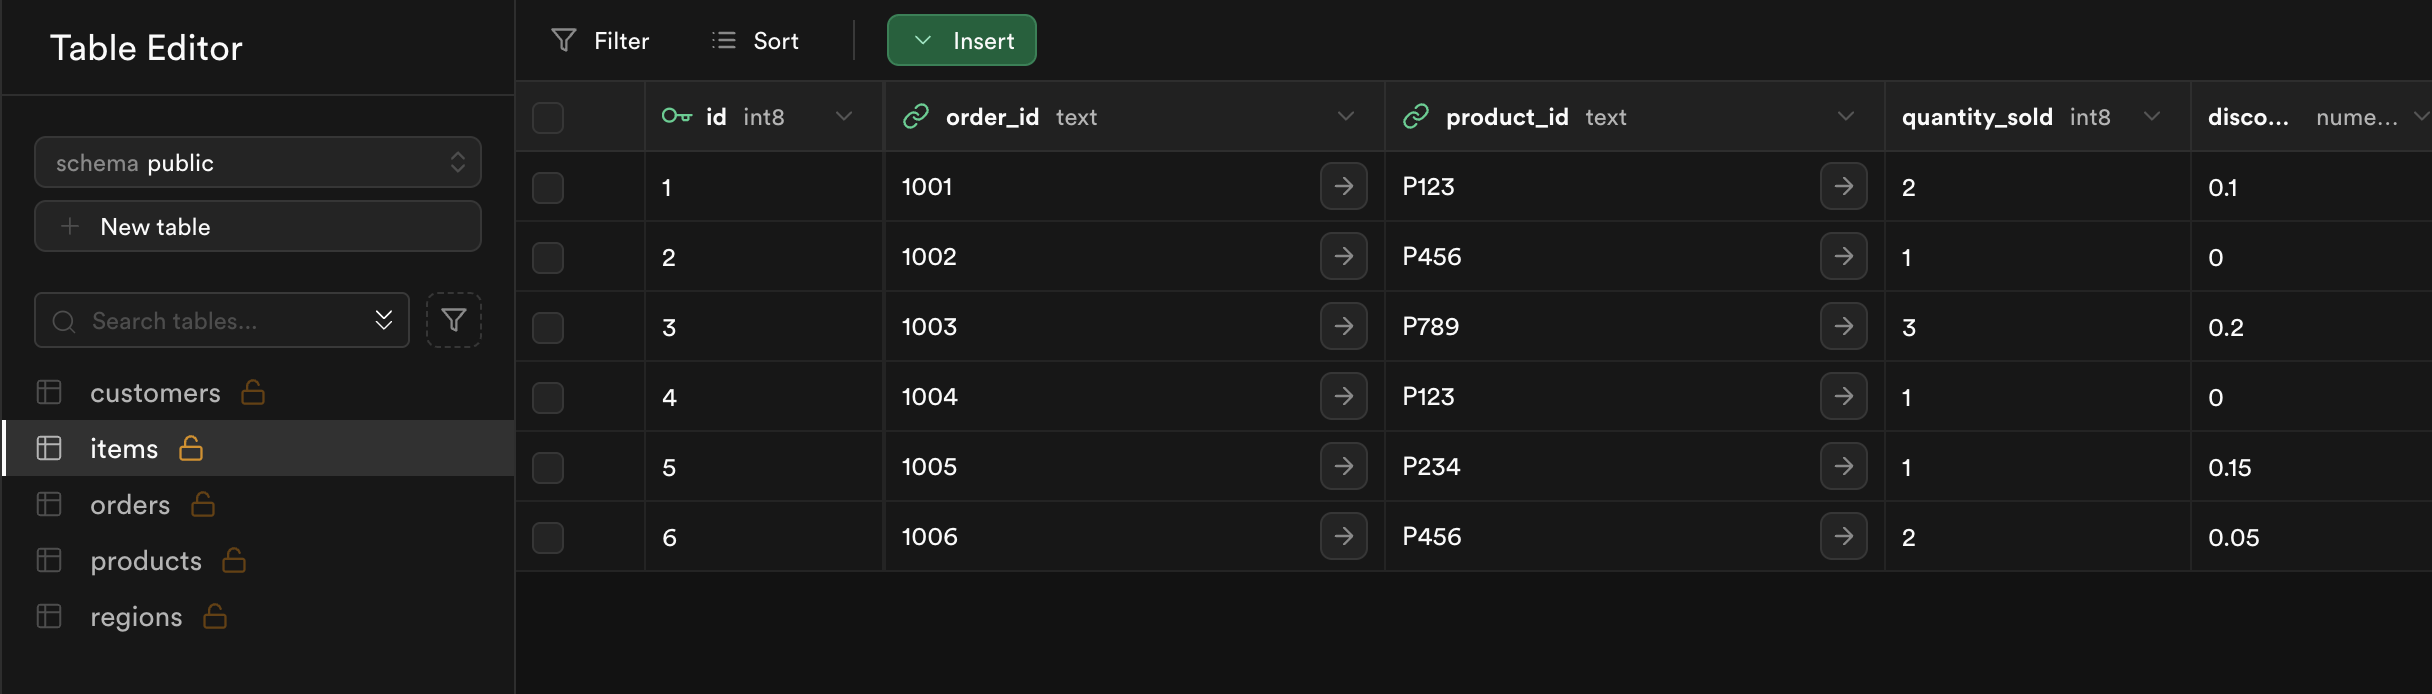 Table Editor
Filter
Sort
Insert
schema public
New table
Search tables...
customers
items
orders
products
regions
id int8 order_id text product_id text quantity_sold int8 disco... nume...
1 1001 P123 2 0.1
2 1002 P456 1 0
3 1003 P789 3 0.2
4 1004 P123 1 0
5 1005 P234 1 0.15
6 1006 P456 2 0.05